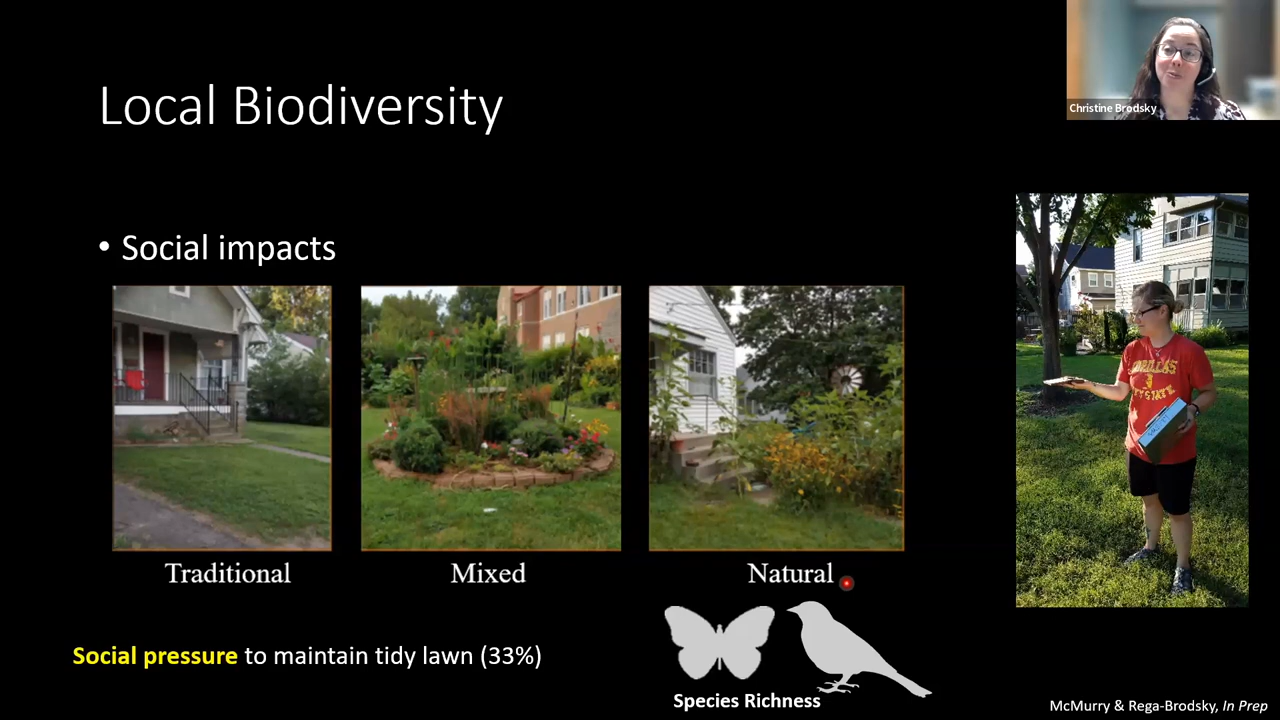 Christine Brodsky
Local Biodiversity
• Social impacts
Traditional
Mixed
Natural
Social pressure to maintain tidy lawn (33%)
Species Richness
McMurry & Rega-Brodsky, In Prep